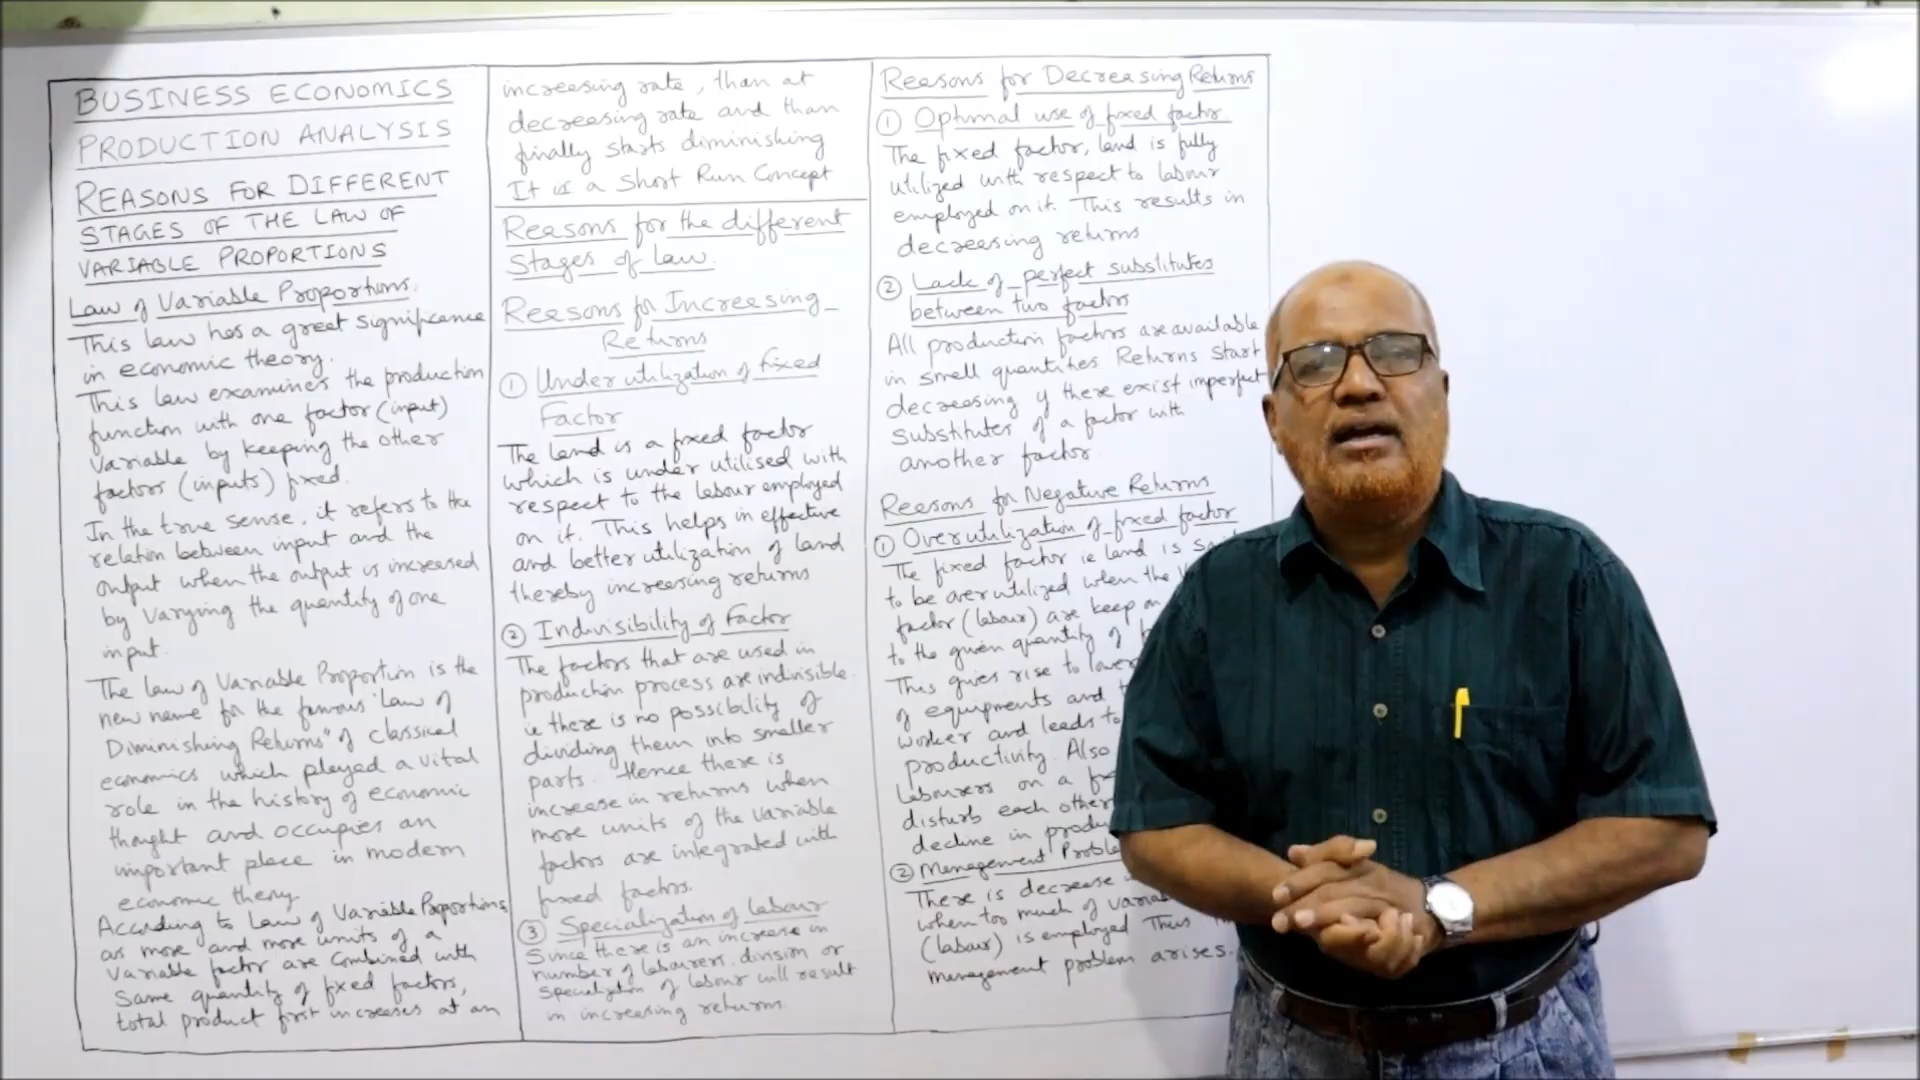 BUSINESS ECONOMICS
PRODUCTION ANALYSIS
REASONS FOR DIFFERENT
STAGES OF THE LAW OF
VARIABLE PROPORTIONS
Law of Variable Proportions.
This law has a great significance
in economic theory.
This law examines the production
function with one factor (input)
variable by keeping the other
factors (inputs) fixed.
In the true sense, it refers to the
relation between input and the
output when the output is increased
by varying the quantity of one
input.
The law of Variable Proportion is the
new name for the famous "Law of
Diminishing Returns" of classical
economics which played a vital
role in the history of economic
thought and occupies an
important place in modern
economic theory
According to Law of Variable Proportions
as more and more units of a
variable factor are combined with
same quantity of fixed factors,
total product first increases at an
increasing rate, than at
decreasing rate and than
finally starts diminishing
It is a Short Run Concept
Reasons for the different
Stages of law.
Reasons for Increasing
Returns
① Under utilization of fixed
Factor
The land is a fixed factor
which is under utilised with
respect to the labour employed
on it. This helps in effective
and better utilization of land
thereby increasing returns
② Indivisibility of Factor
The factors that are used in
production process are indivisible
ie there is no possibility of
dividing them into smaller
parts. Hence there is
increase in returns when
more units of the variable
factors are integrated with
fixed factors.
③ Specialization of labour
Since there is an increase in
number of labourers, division or
specialization of labour will result
in increasing returns.
Reasons for Decreasing Returns
① Optimal use of fixed factor.
The fixed factor, land is fully
utilized with respect to labour
employed on it. This results in
decreasing returns
② Lack of perfect substitutes
between two factors
All production factors are available
in small quantities Returns start
decreasing if there exist imperfect
substitutes of a factor with
another factor
Reasons for Negative Returns
① Over utilization of fixed factor
The fixed factor ie land is
to be over utilized when the
factor (labour) are keep on
to the given quantity of
This gives rise to lower
of equipments and
worker and leads to
productivity. Also
labourers on a
disturb each other
decline in
② Management
There is decrease
when too much of
(labour) is employed Thus
management problem arises.